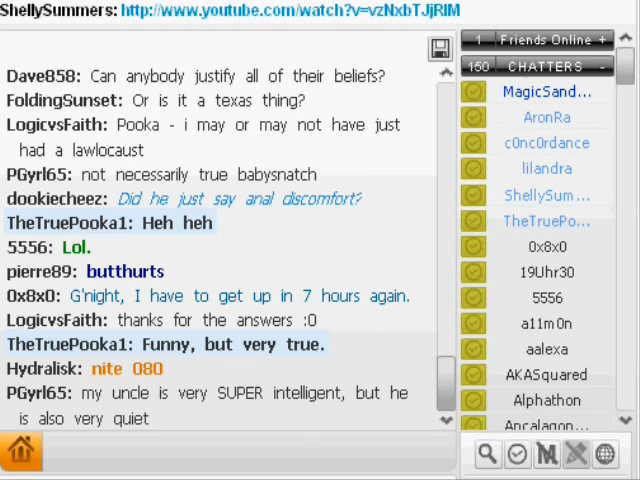 ShellySummers: http://www.youtube.com/watch?v=vzNxbTJjRlM
Dave858: Can anybody justify all of their beliefs?
FoldingSunset: Or is it a texas thing?
LogicvsFaith: Pooka - i may or may not have just
had a lawlocaust
PGyrl65: not necessarily true babysnatch
dookiecheez: Did he just say anal discomfort?
TheTruePooka1: Heh heh
5556: Lol.
pierre89: butthurts
0x8x0: G'night, I have to get up in 7 hours again.
LogicvsFaith: thanks for the answers :0
TheTruePooka1: Funny, but very true.
Hydralisk: nite 080
PGyrl65: my uncle is very SUPER intelligent, but he
is also very quiet
1 Friends Online +
150 CHATTERS -
MagicSand...
AronRa
c0nc0rdance
lilandra
ShellySum...
TheTruePo...
0x8x0
19Uhr30
5556
a11m0n
aalexa
AKASquared
Alphathon
Ancalagon...